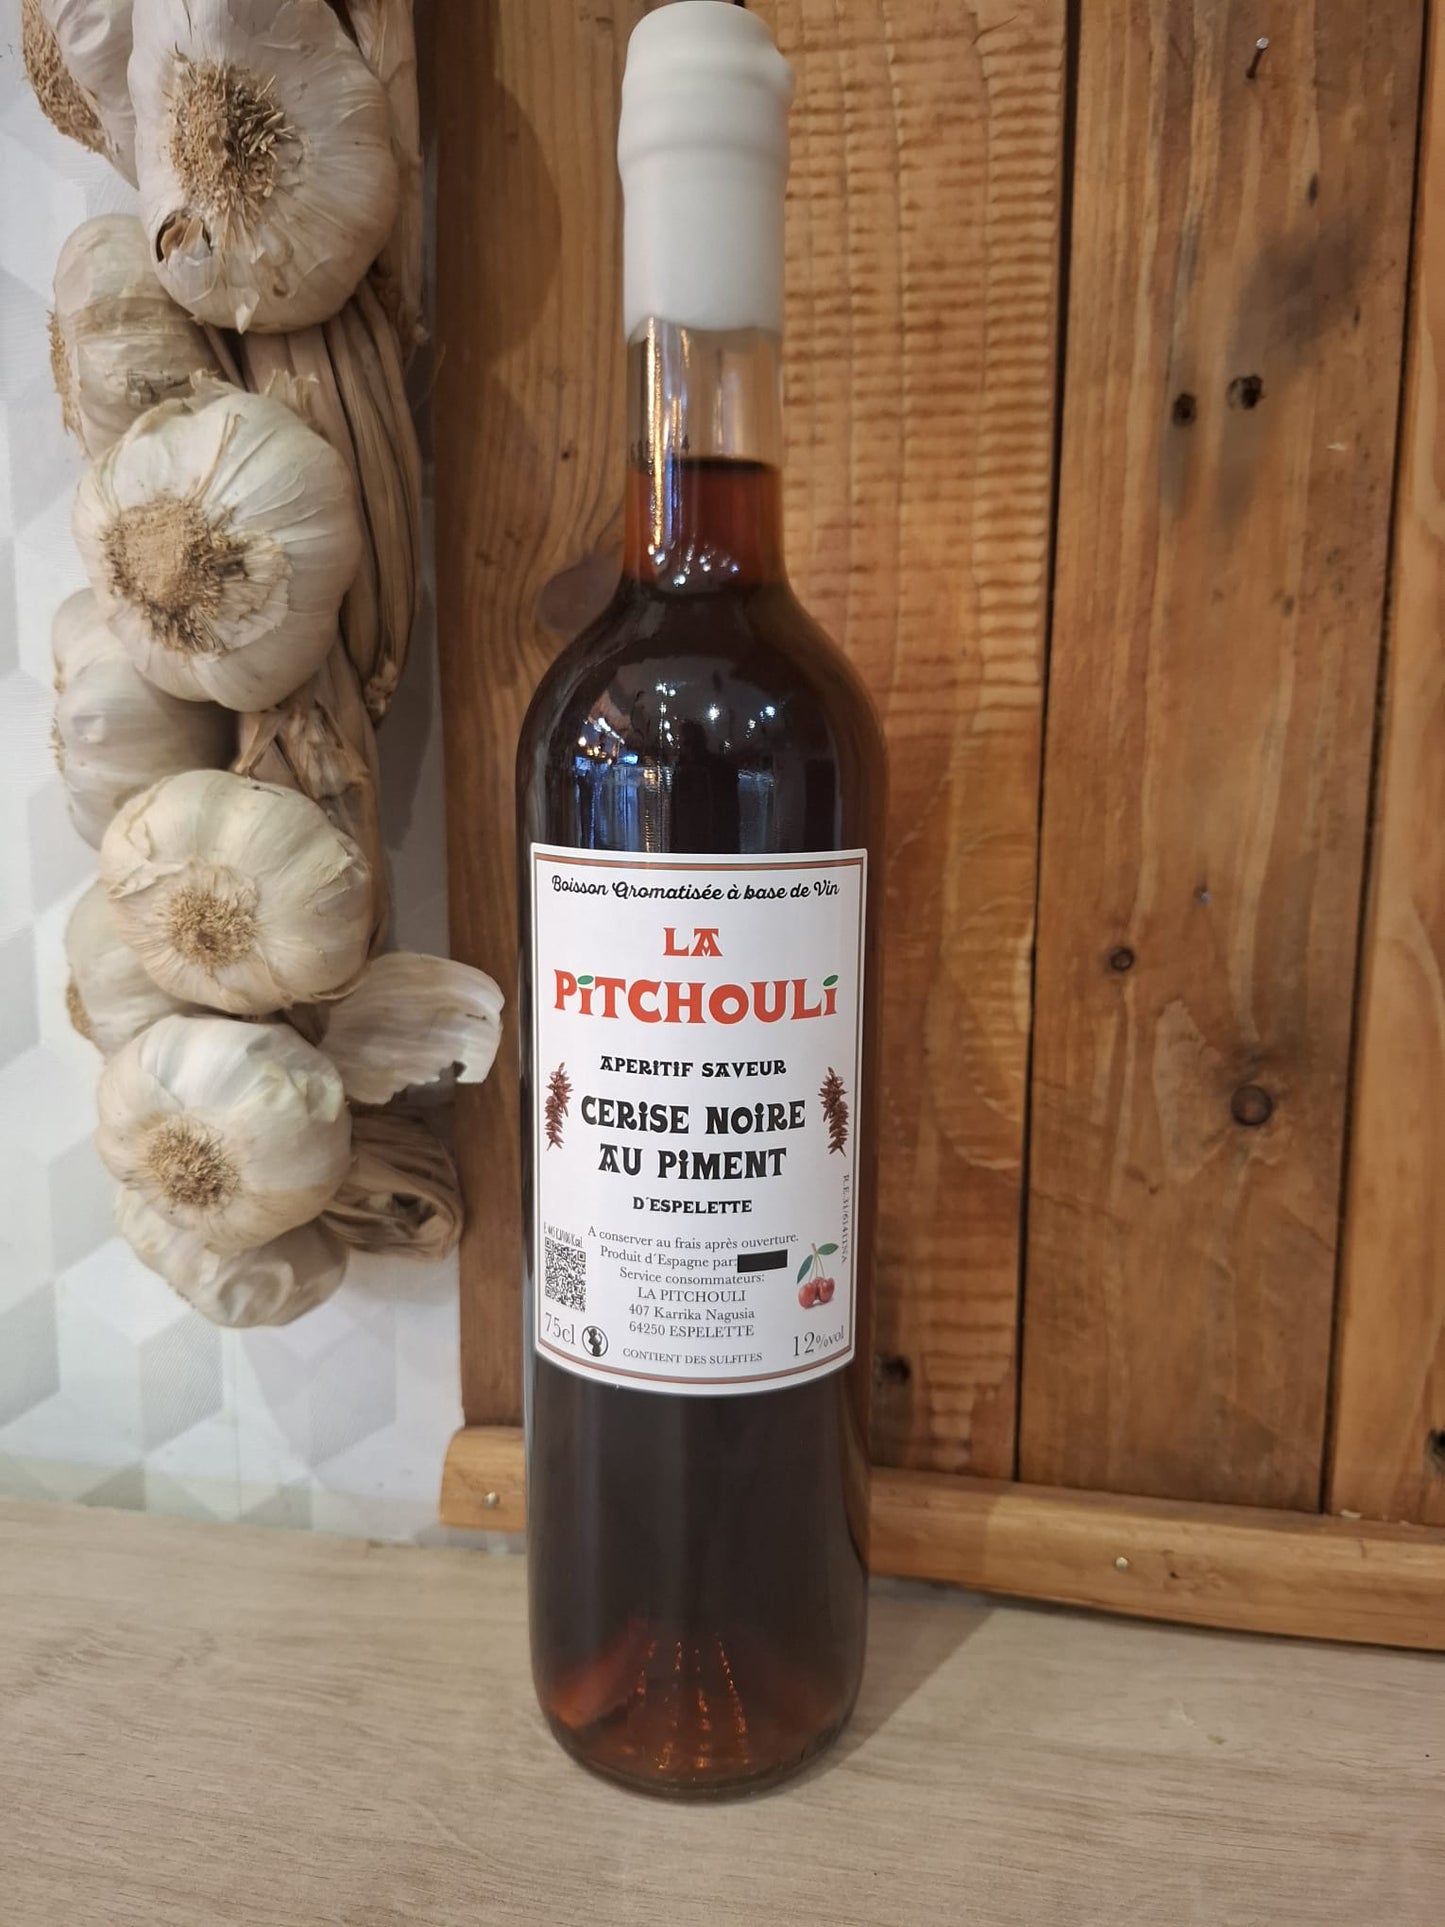 Boisson Aromatisée à base de Vin
LA
PiTCHOULi
APERITIF SAVEUR
CERiSE NOiRE
AU PiMENT
D'ESPELETTE
A conserver au frais après ouverture.
Produit d'Espagne par:
Service consommateurs:
LA PITCHOULI
407 Karrika Nagusia
64250 ESPELETTE
75cl
CONTIENT DES SULFITES
12%vol